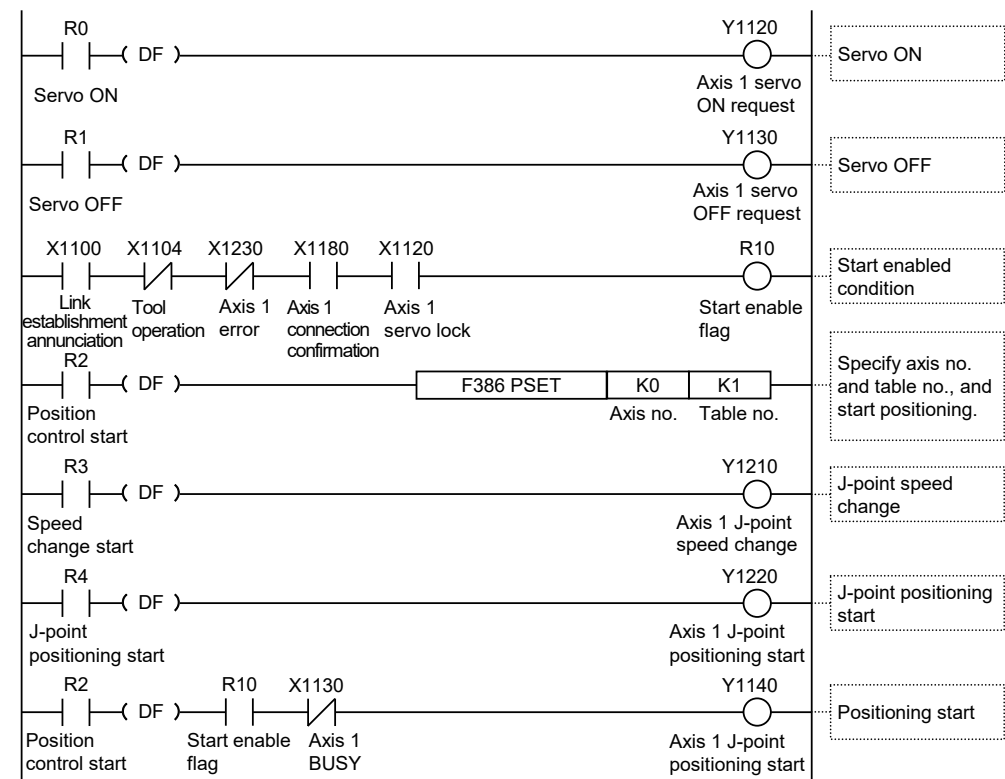 R0
Y1120
( DF )
Servo ON
Servo ON
Axis 1 servo
ON request
R1
Y1130
( DF )
Servo OFF
Servo OFF
Axis 1 servo
OFF request
X1100 X1104 X1230 X1180 X1120
R10
Start enabled
condition
Link
establishment
annunciation
Tool
operation
Axis 1
error
Axis 1
connection
confirmation
Axis 1
servo lock
Start enable
flag
R2
( DF )
F386 PSET K0 K1
Axis no. Table no.
Position
control start
Specify axis no.
and table no., and
start positioning.
R3
Y1210
( DF )
J-point speed
change
Speed
change start
Axis 1 J-point
speed change
R4
Y1220
( DF )
J-point positioning
start
J-point
positioning start
Axis 1 J-point
positioning start
R2 R10 X1130
Y1140
( DF )
Positioning start
Position
control start
Start enable
flag
Axis 1
BUSY
Axis 1 J-point
positioning start